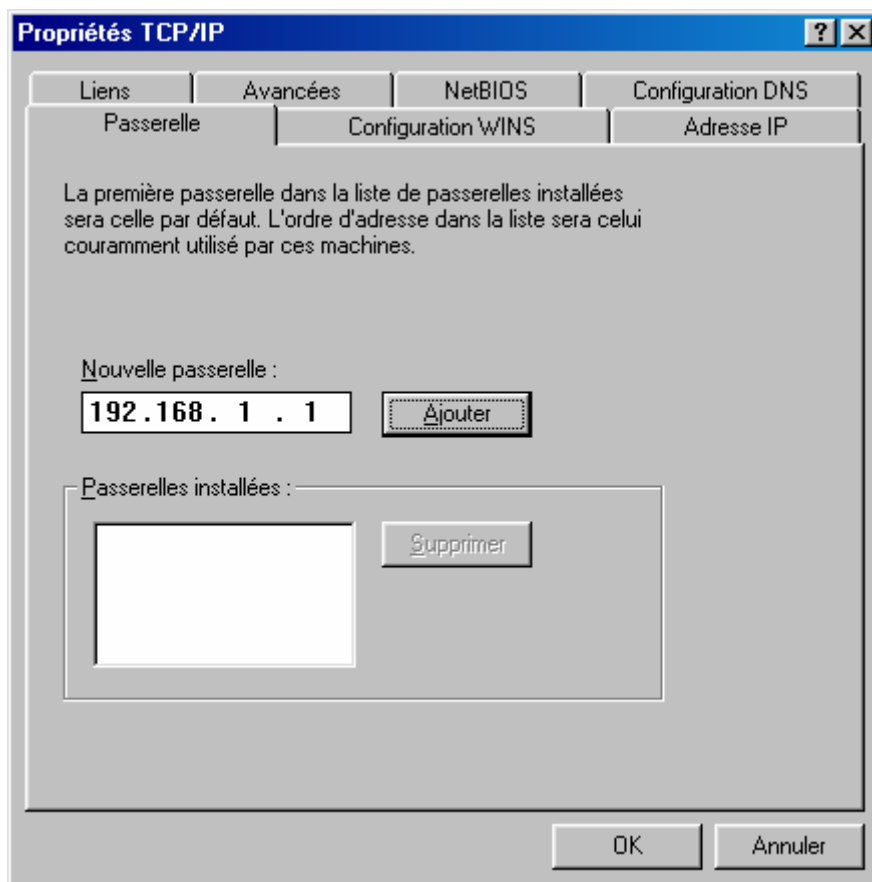 Propriétés TCP/IP
Liens Avancées NetBIOS Configuration DNS
Passerelle Configuration WINS Adresse IP
La première passerelle dans la liste de passerelles installées
sera celle par défaut. L'ordre d'adresse dans la liste sera celui
couramment utilisé par ces machines.
Nouvelle passerelle :
192.168. 1 . 1 Ajouter
Passerelles installées :
Supprimer
OK Annuler